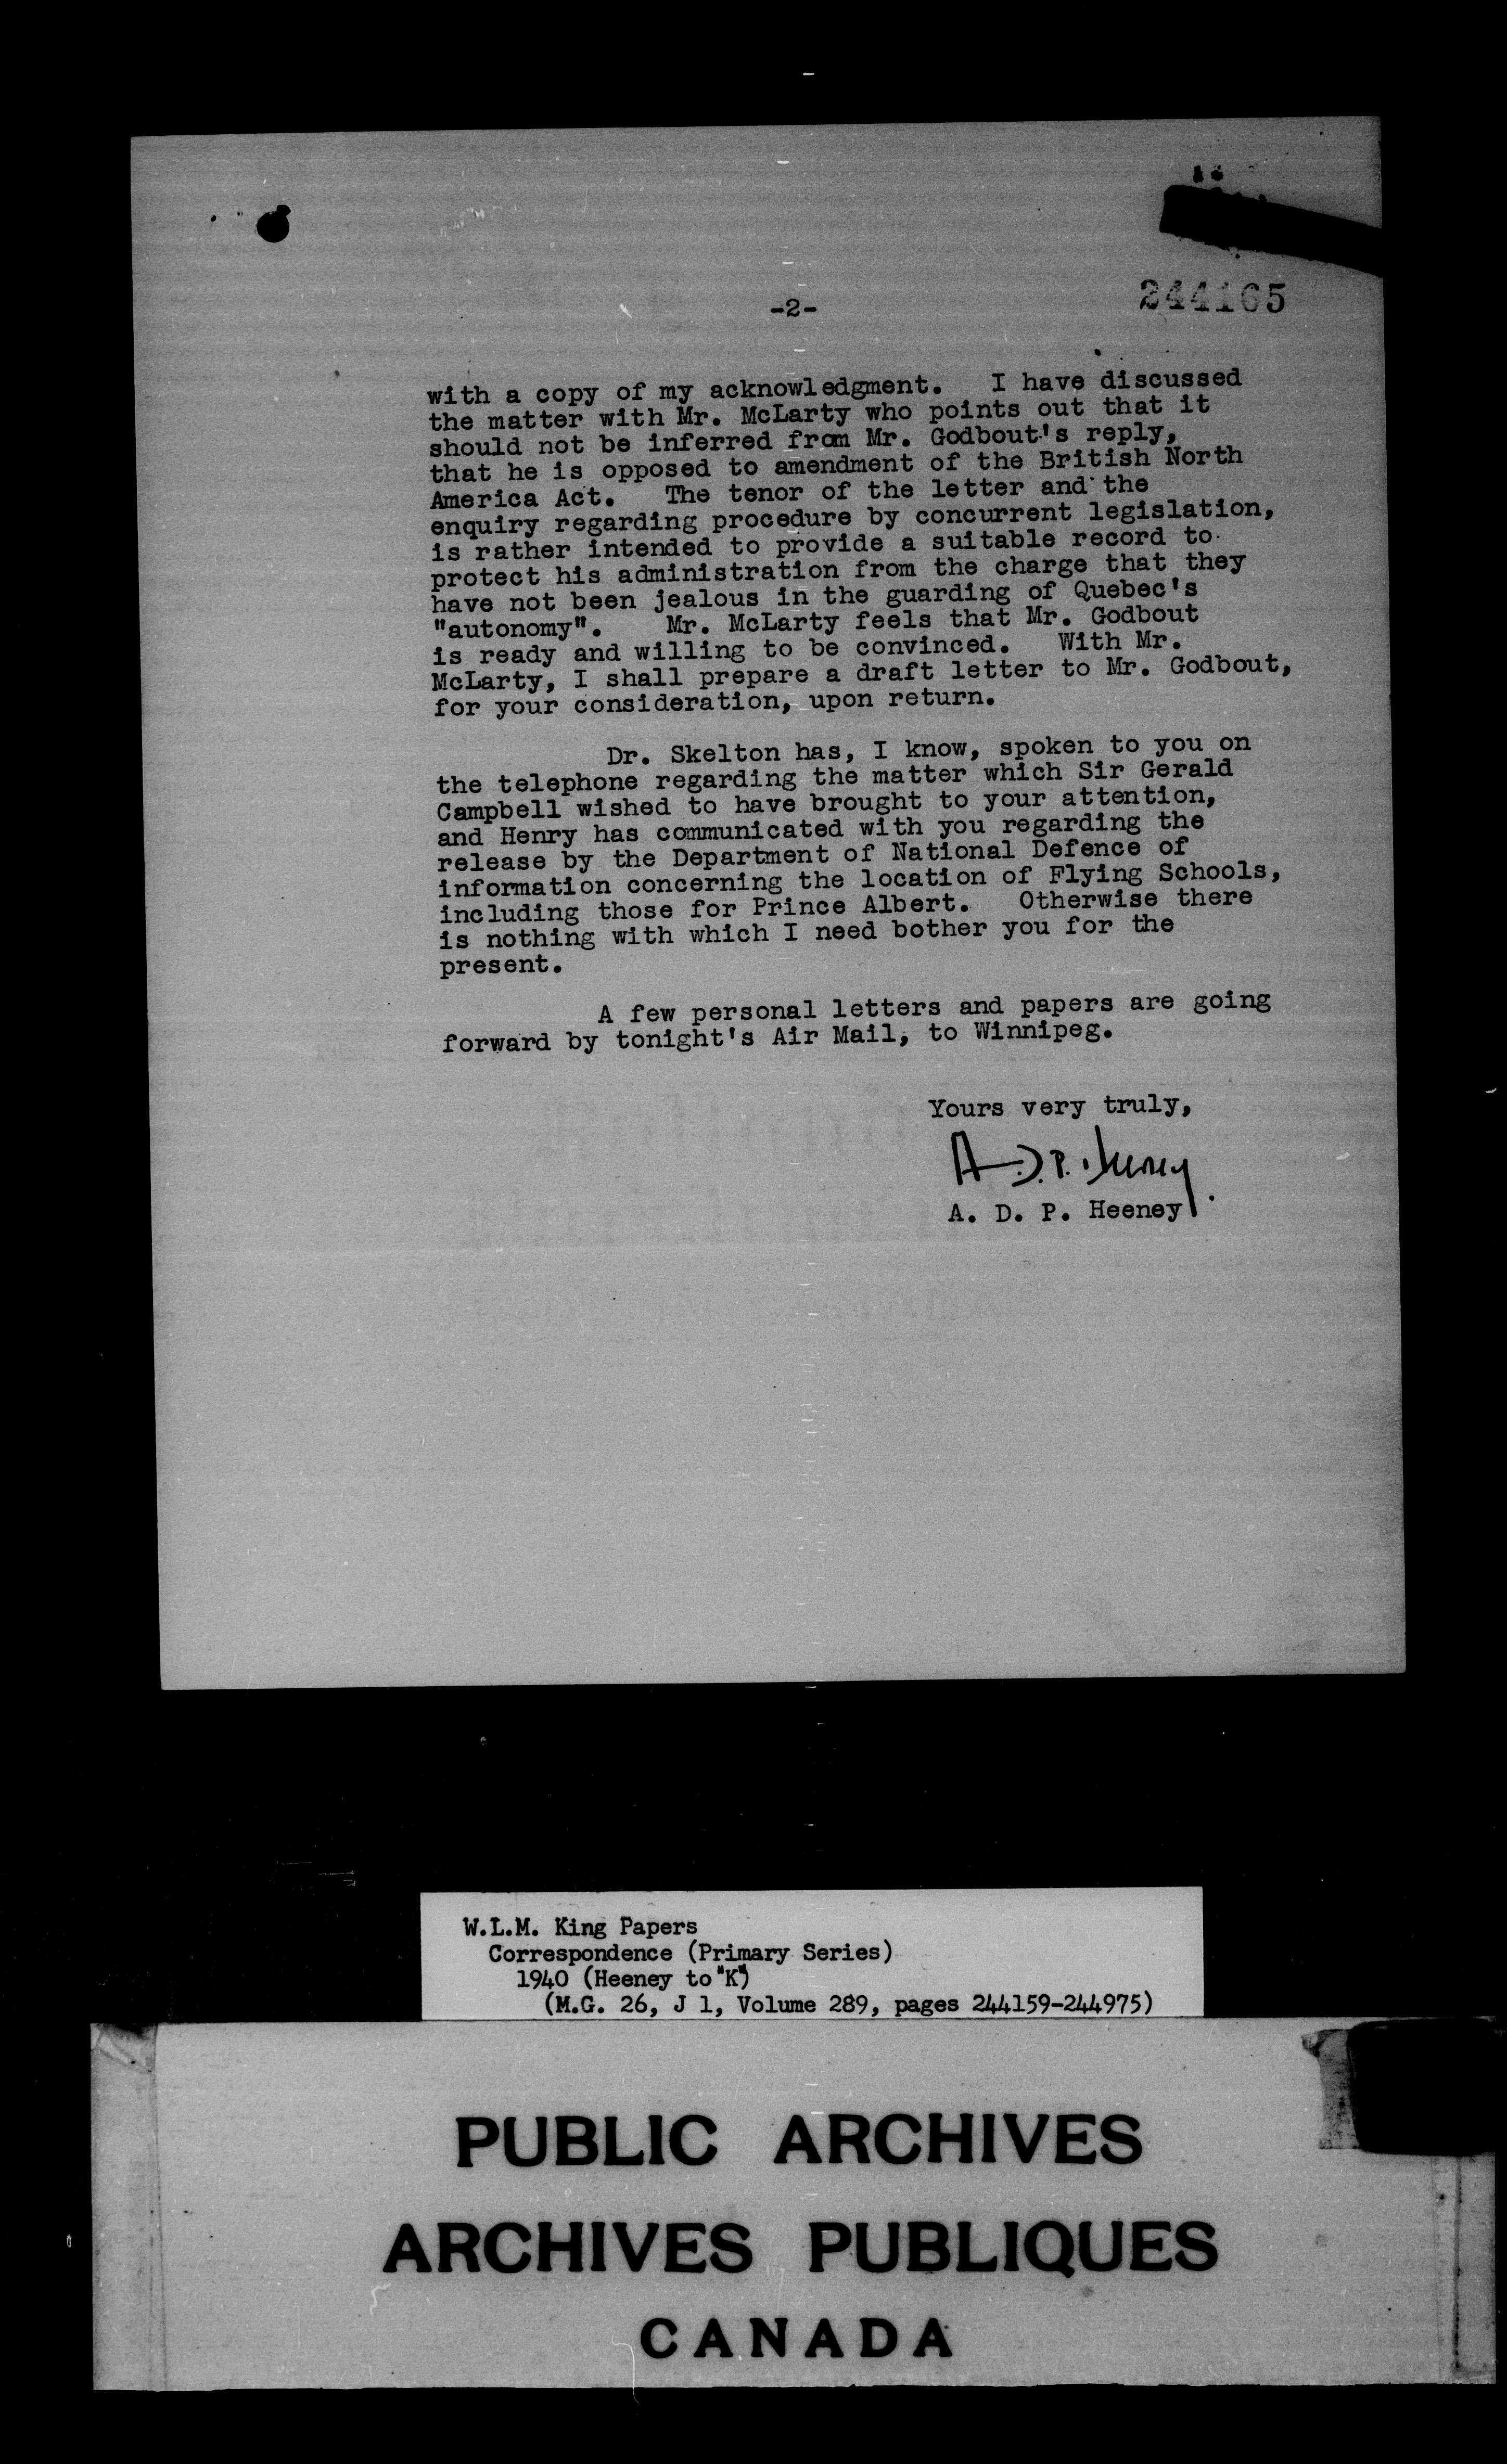 -2-
244165
with a copy of my acknowledgment. I have discussed
the matter with Mr. McLarty who points out that it
should not be inferred from Mr. Godbout's reply,
that he is opposed to amendment of the British North
America Act. The tenor of the letter and the
enquiry regarding procedure by concurrent legislation,
is rather intended to provide a suitable record to
protect his administration from the charge that they
have not been jealous in the guarding of Quebec's
"autonomy". Mr. McLarty feels that Mr. Godbout
is ready and willing to be convinced. With Mr.
McLarty, I shall prepare a draft letter to Mr. Godbout,
for your consideration, upon return.
Dr. Skelton has, I know, spoken to you on
the telephone regarding the matter which Sir Gerald
Campbell wished to have brought to your attention,
and Henry has communicated with you regarding the
release by the Department of National Defence of
information concerning the location of Flying Schools,
including those for Prince Albert. Otherwise there
is nothing with which I need bother you for the
present.
A few personal letters and papers are going
forward by tonight's Air Mail, to Winnipeg.
Yours very truly,
A. D. P. Heeney
A. D. P. Heeney
W.L.M. King Papers
Correspondence (Primary Series)
1940 (Heeney to "K")
(M.G. 26, J 1, Volume 289, pages 244159-244975)
PUBLIC ARCHIVES
ARCHIVES PUBLIQUES
CANADA